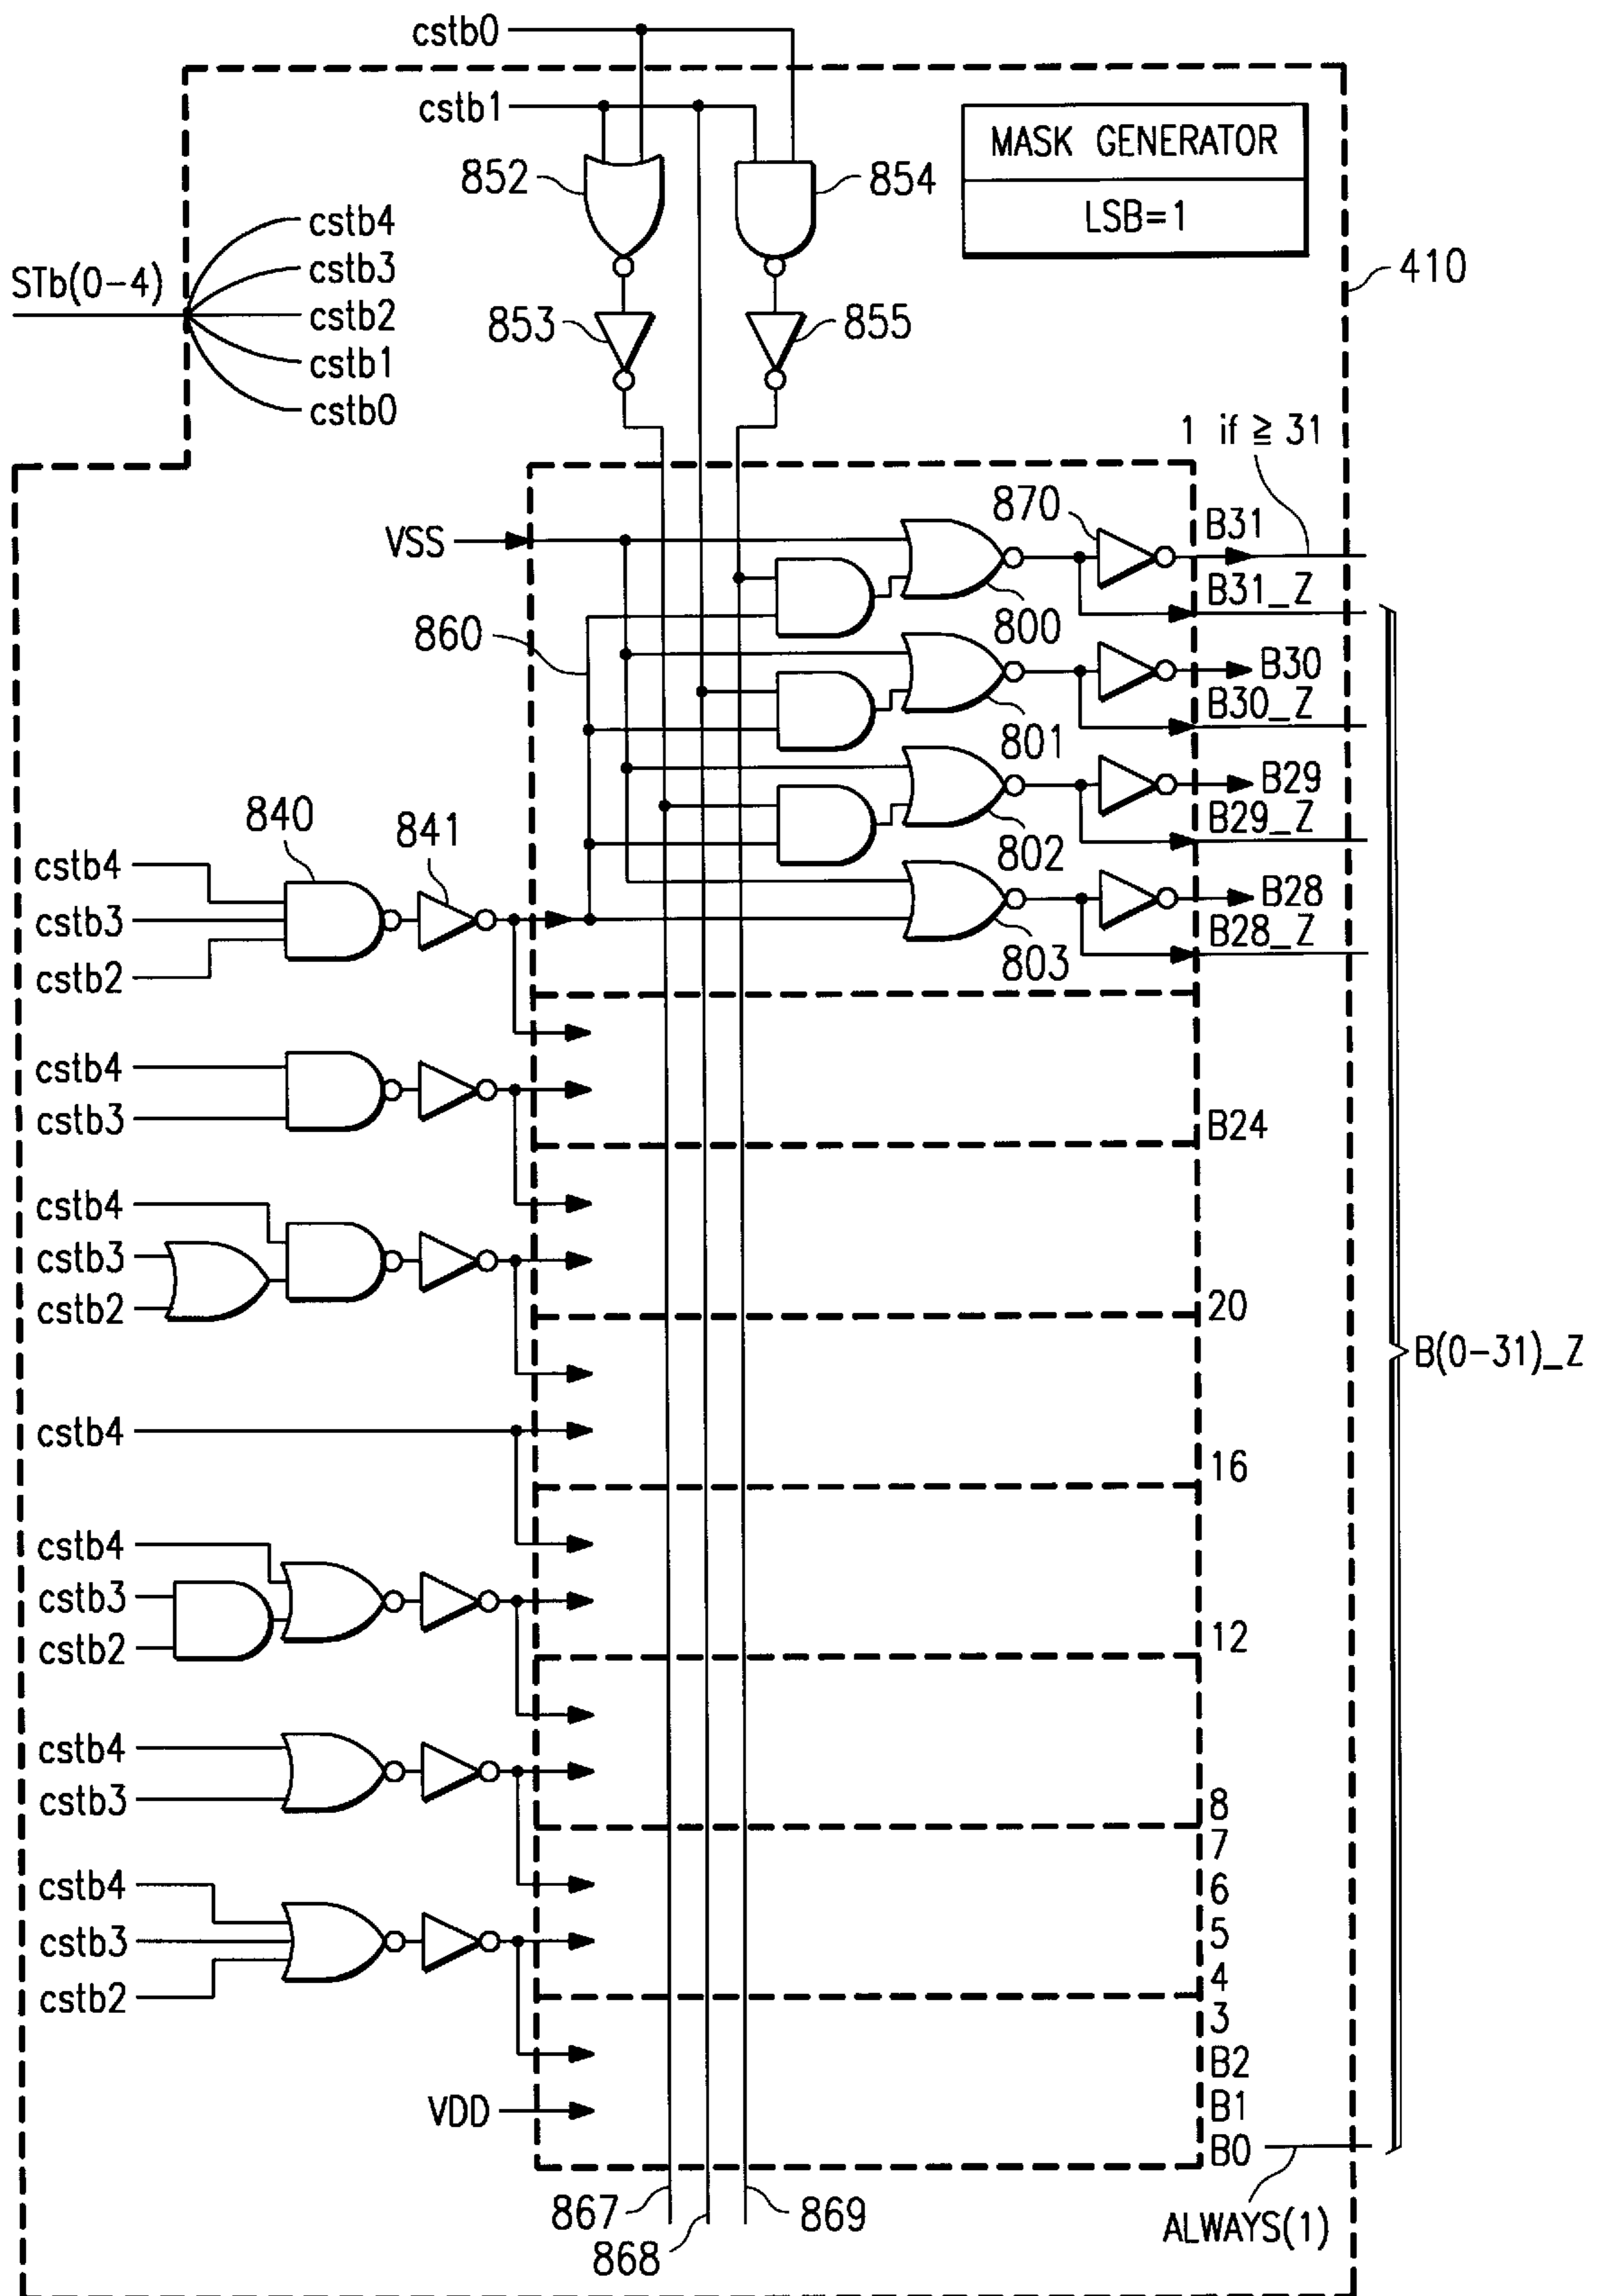 cstb0
cstb1
MASK GENERATOR
LSB=1
852
854
410
STb(0-4)
cstb4
cstb3
cstb2
cstb1
cstb0
853
855
1 if ≥ 31
VSS
870
B31
B31_Z
800
860
B30
B30_Z
801
B29
B29_Z
802
840
841
cstb4
cstb3
cstb2
B28
B28_Z
803
cstb4
cstb3
B24
cstb4
cstb3
cstb2
20
B(0-31)_Z
cstb4
16
cstb4
cstb3
cstb2
12
cstb4
cstb3
8
7
cstb4
cstb3
cstb2
6
5
4
3
B2
VDD
B1
B0
867
868
869
ALWAYS(1)